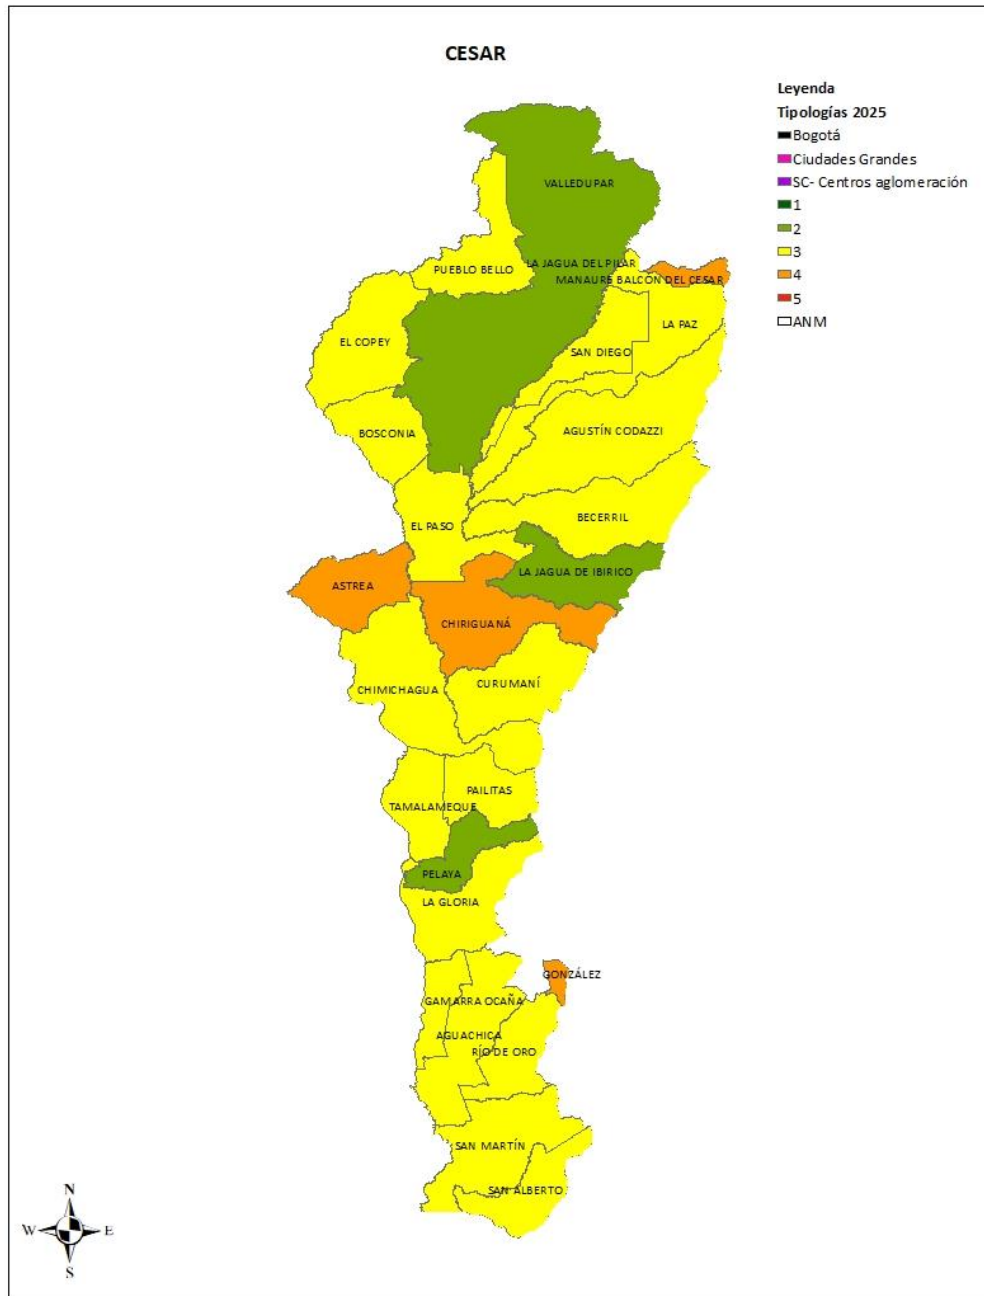 CESAR
Leyenda
Tipologías 2025
Bogotá
Ciudades Grandes
SC- Centros aglomeración
1
2
3
4
5
ANM
VALLEDUPAR
LA JAGUA DEL PILAR
PUEBLO BELLO
MANAURE BALCÓN DEL CESAR
LA PAZ
EL COPEY
SAN DIEGO
BOSCONIA
AGUSTÍN CODAZZI
BECERRIL
EL PASO
LA JAGUA DE IBIRICO
ASTREA
CHIRIGUANÁ
CURUMANÍ
CHIMICHAGUA
PAILITAS
TAMALAMEQUE
PELAYA
LA GLORIA
GONZÁLEZ
GAMARRA OCAÑA
AGUACHICA
RÍO DE ORO
SAN MARTÍN
SAN ALBERTO
N
W E
S